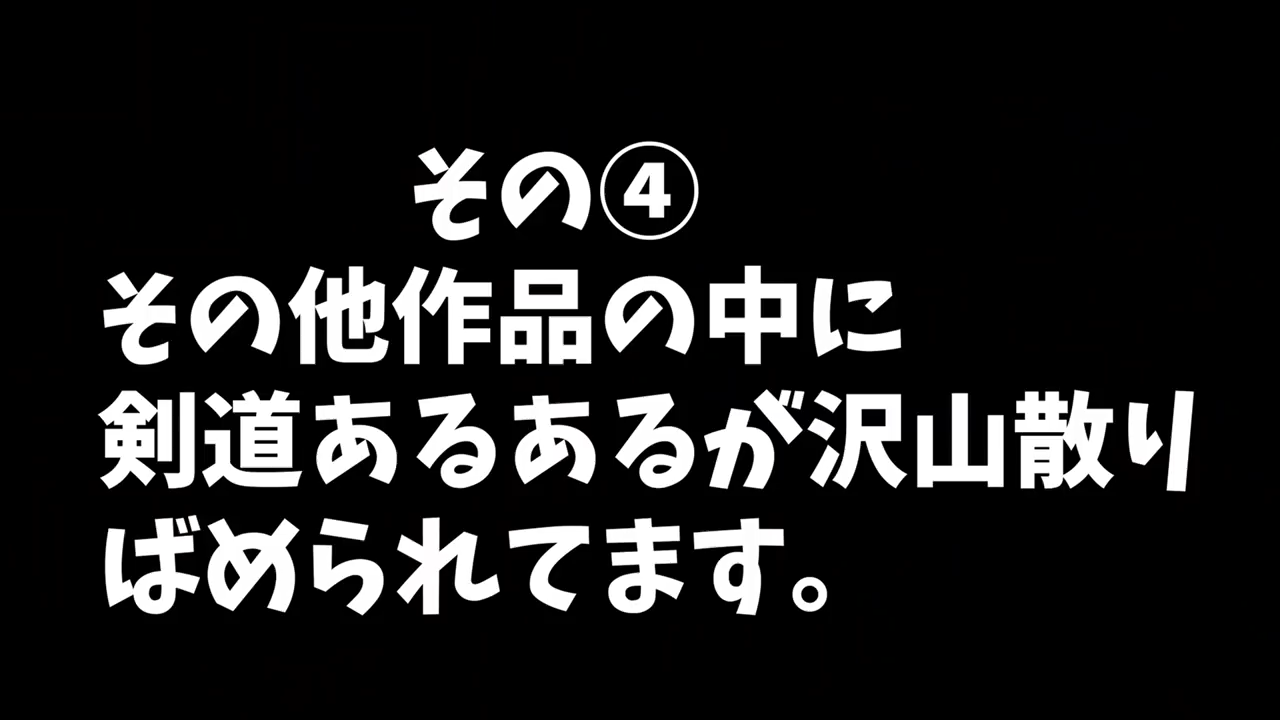 その④
その他作品の中に
剣道あるあるが沢山散り
ばめられてます。